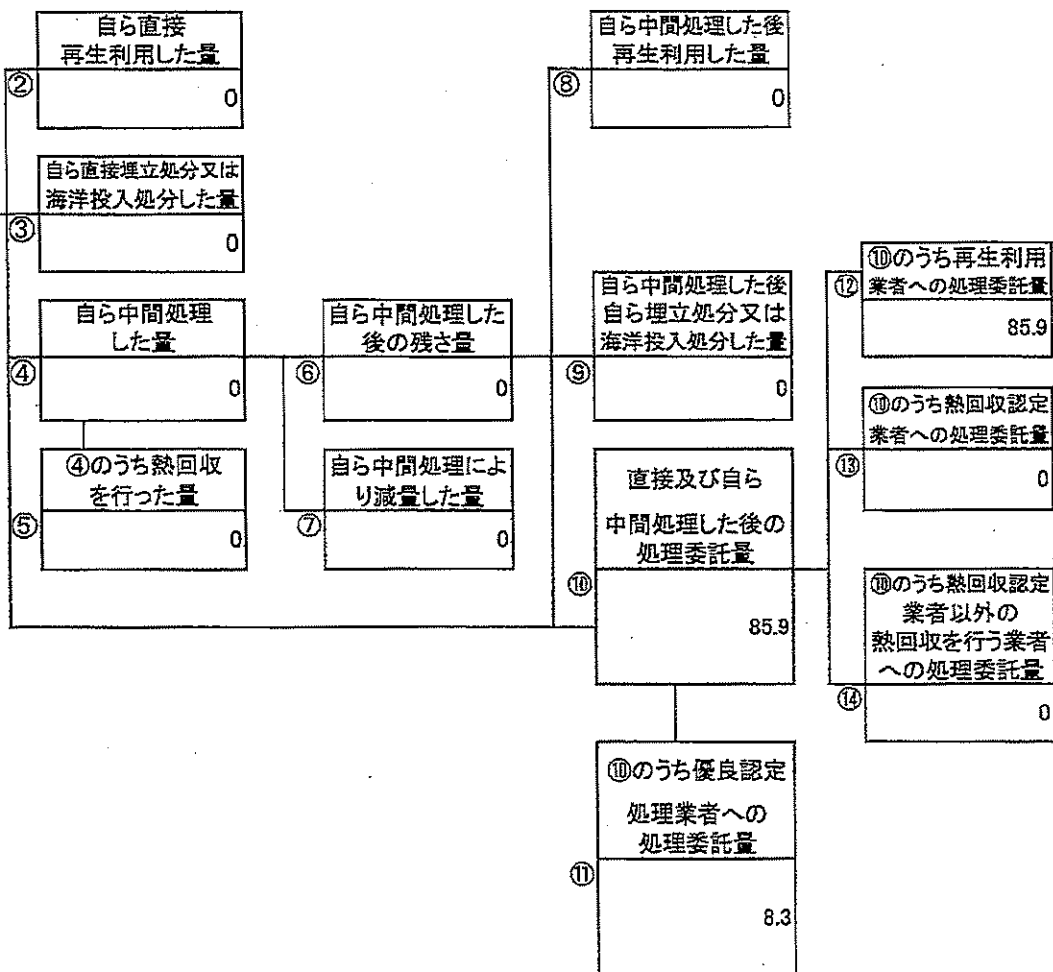 自ら直接
再生利用した量
②
0
自ら直接埋立処分又は
海洋投入処分した量
③
0
自ら中間処理
した量
④
0
④のうち熱回収
を行った量
⑤
0
自ら中間処理した
後の残さ量
⑥
0
自ら中間処理によ
り減量した量
⑦
0
自ら中間処理した後
再生利用した量
⑧
0
自ら中間処理した後
自ら埋立処分又は
海洋投入処分した量
⑨
0
直接及び自ら
中間処理した後の
処理委託量
⑩
85.9
⑩のうち優良認定
処理業者への
処理委託量
⑪
8.3
⑩のうち再生利用
業者への処理委託量
⑫
85.9
⑩のうち熱回収認定
業者への処理委託量
⑬
0
⑩のうち熱回収認定
業者以外の
熱回収を行う業者
への処理委託量
⑭
0